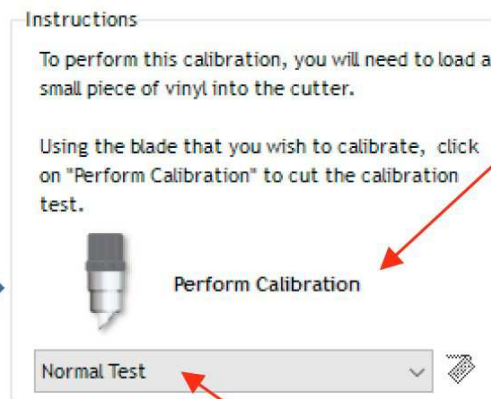 Instructions
To perform this calibration, you will need to load a
small piece of vinyl into the cutter.
Using the blade that you wish to calibrate, click
on "Perform Calibration" to cut the calibration
test.
Perform Calibration
Normal Test